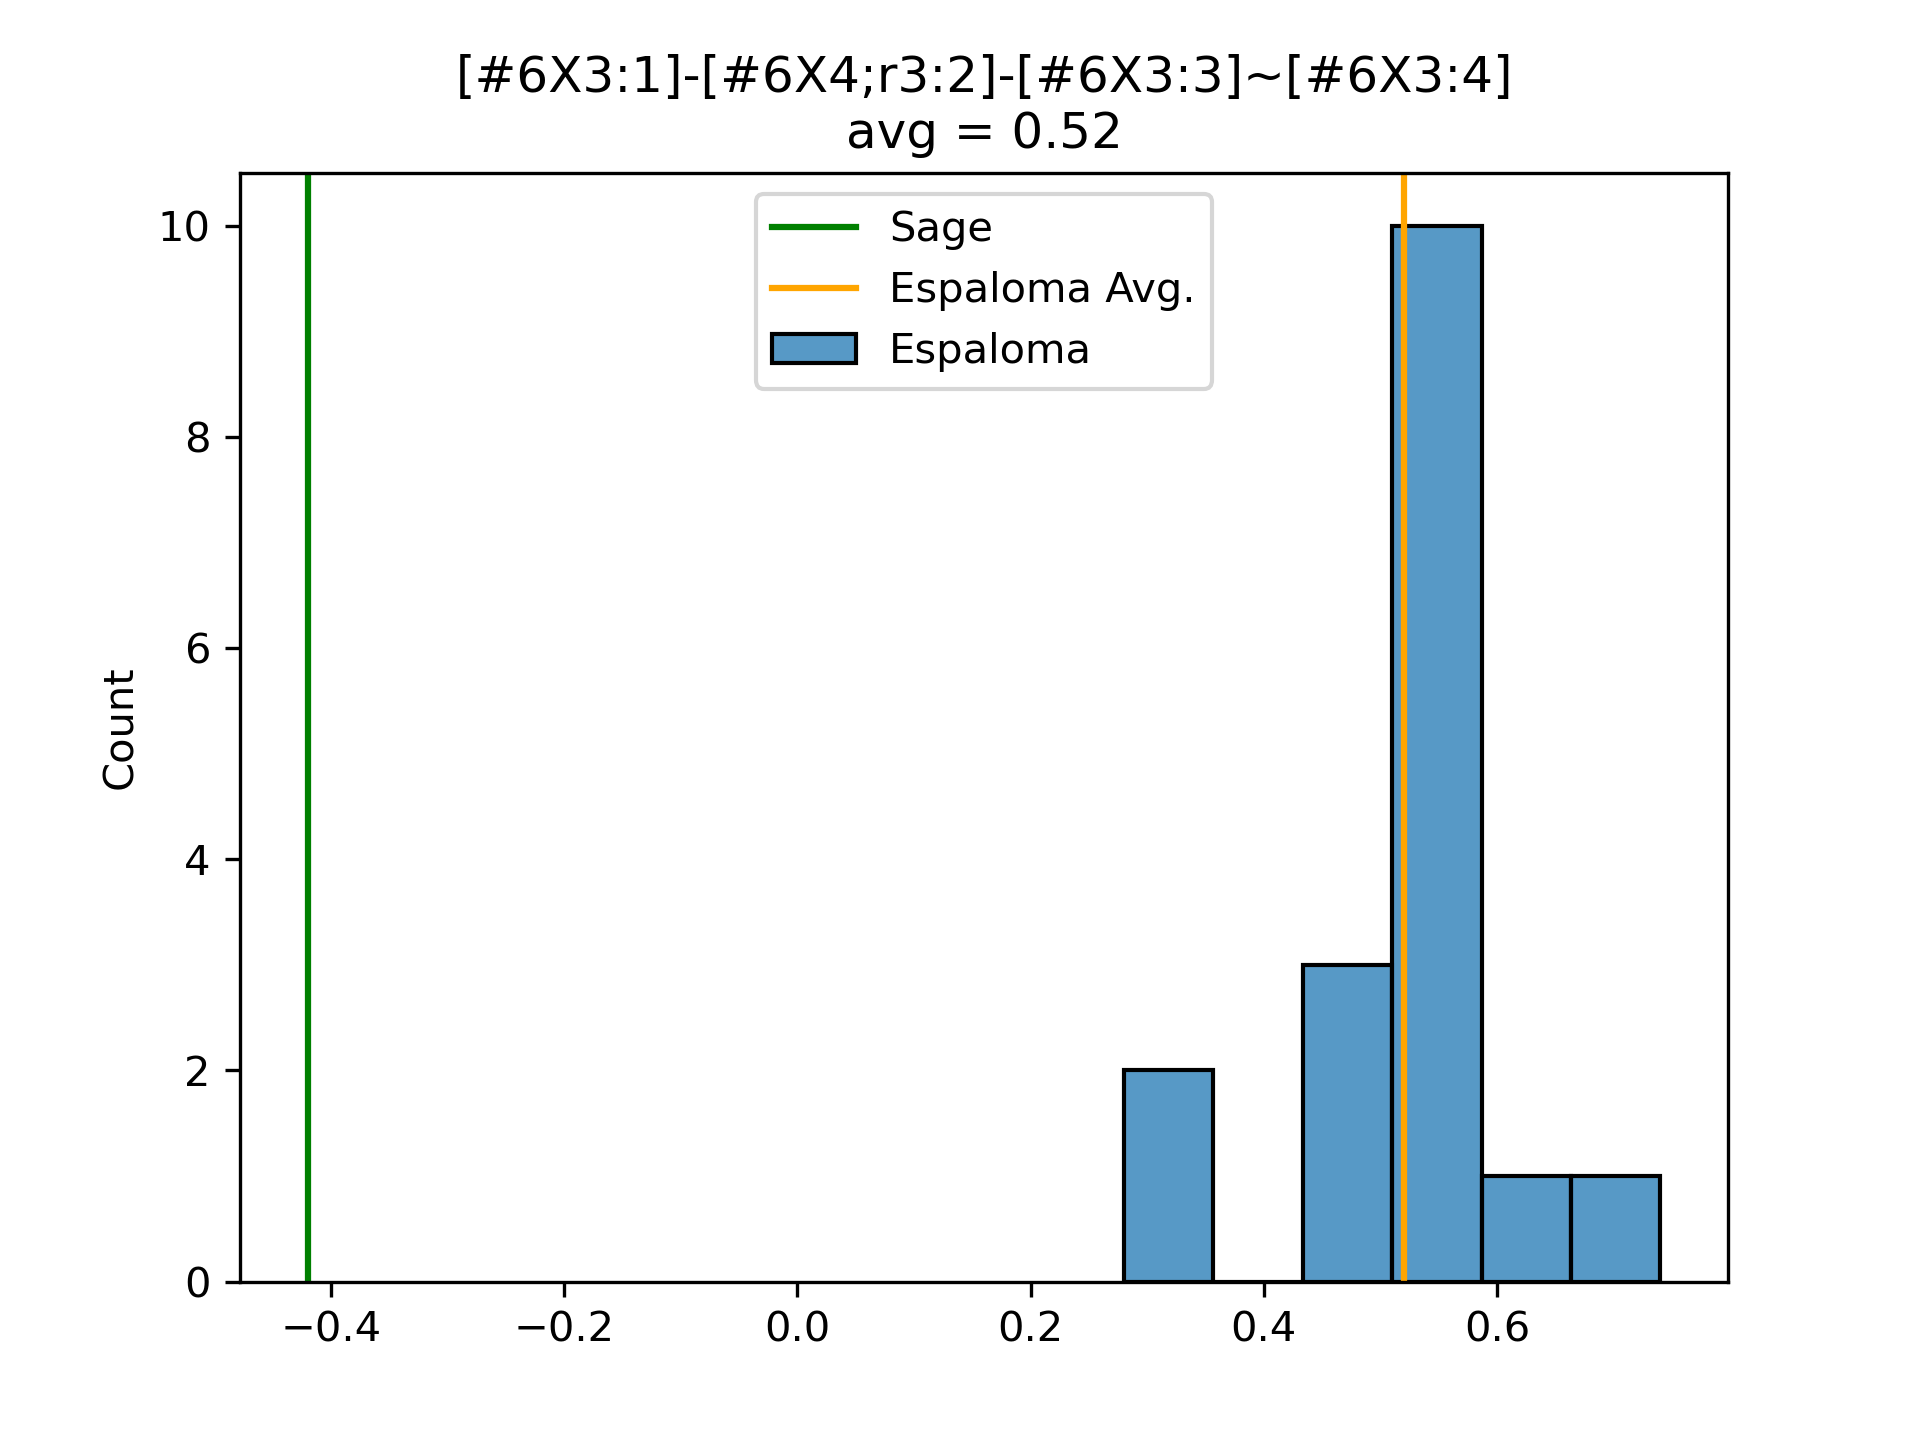 [#6X3:1]-[#6X4;r3:2]-[#6X3:3]~[#6X3:4]
avg = 0.52
Sage
Espaloma Avg.
Espaloma
Count
10
8
6
4
2
0
−0.4
−0.2
0.0
0.2
0.4
0.6